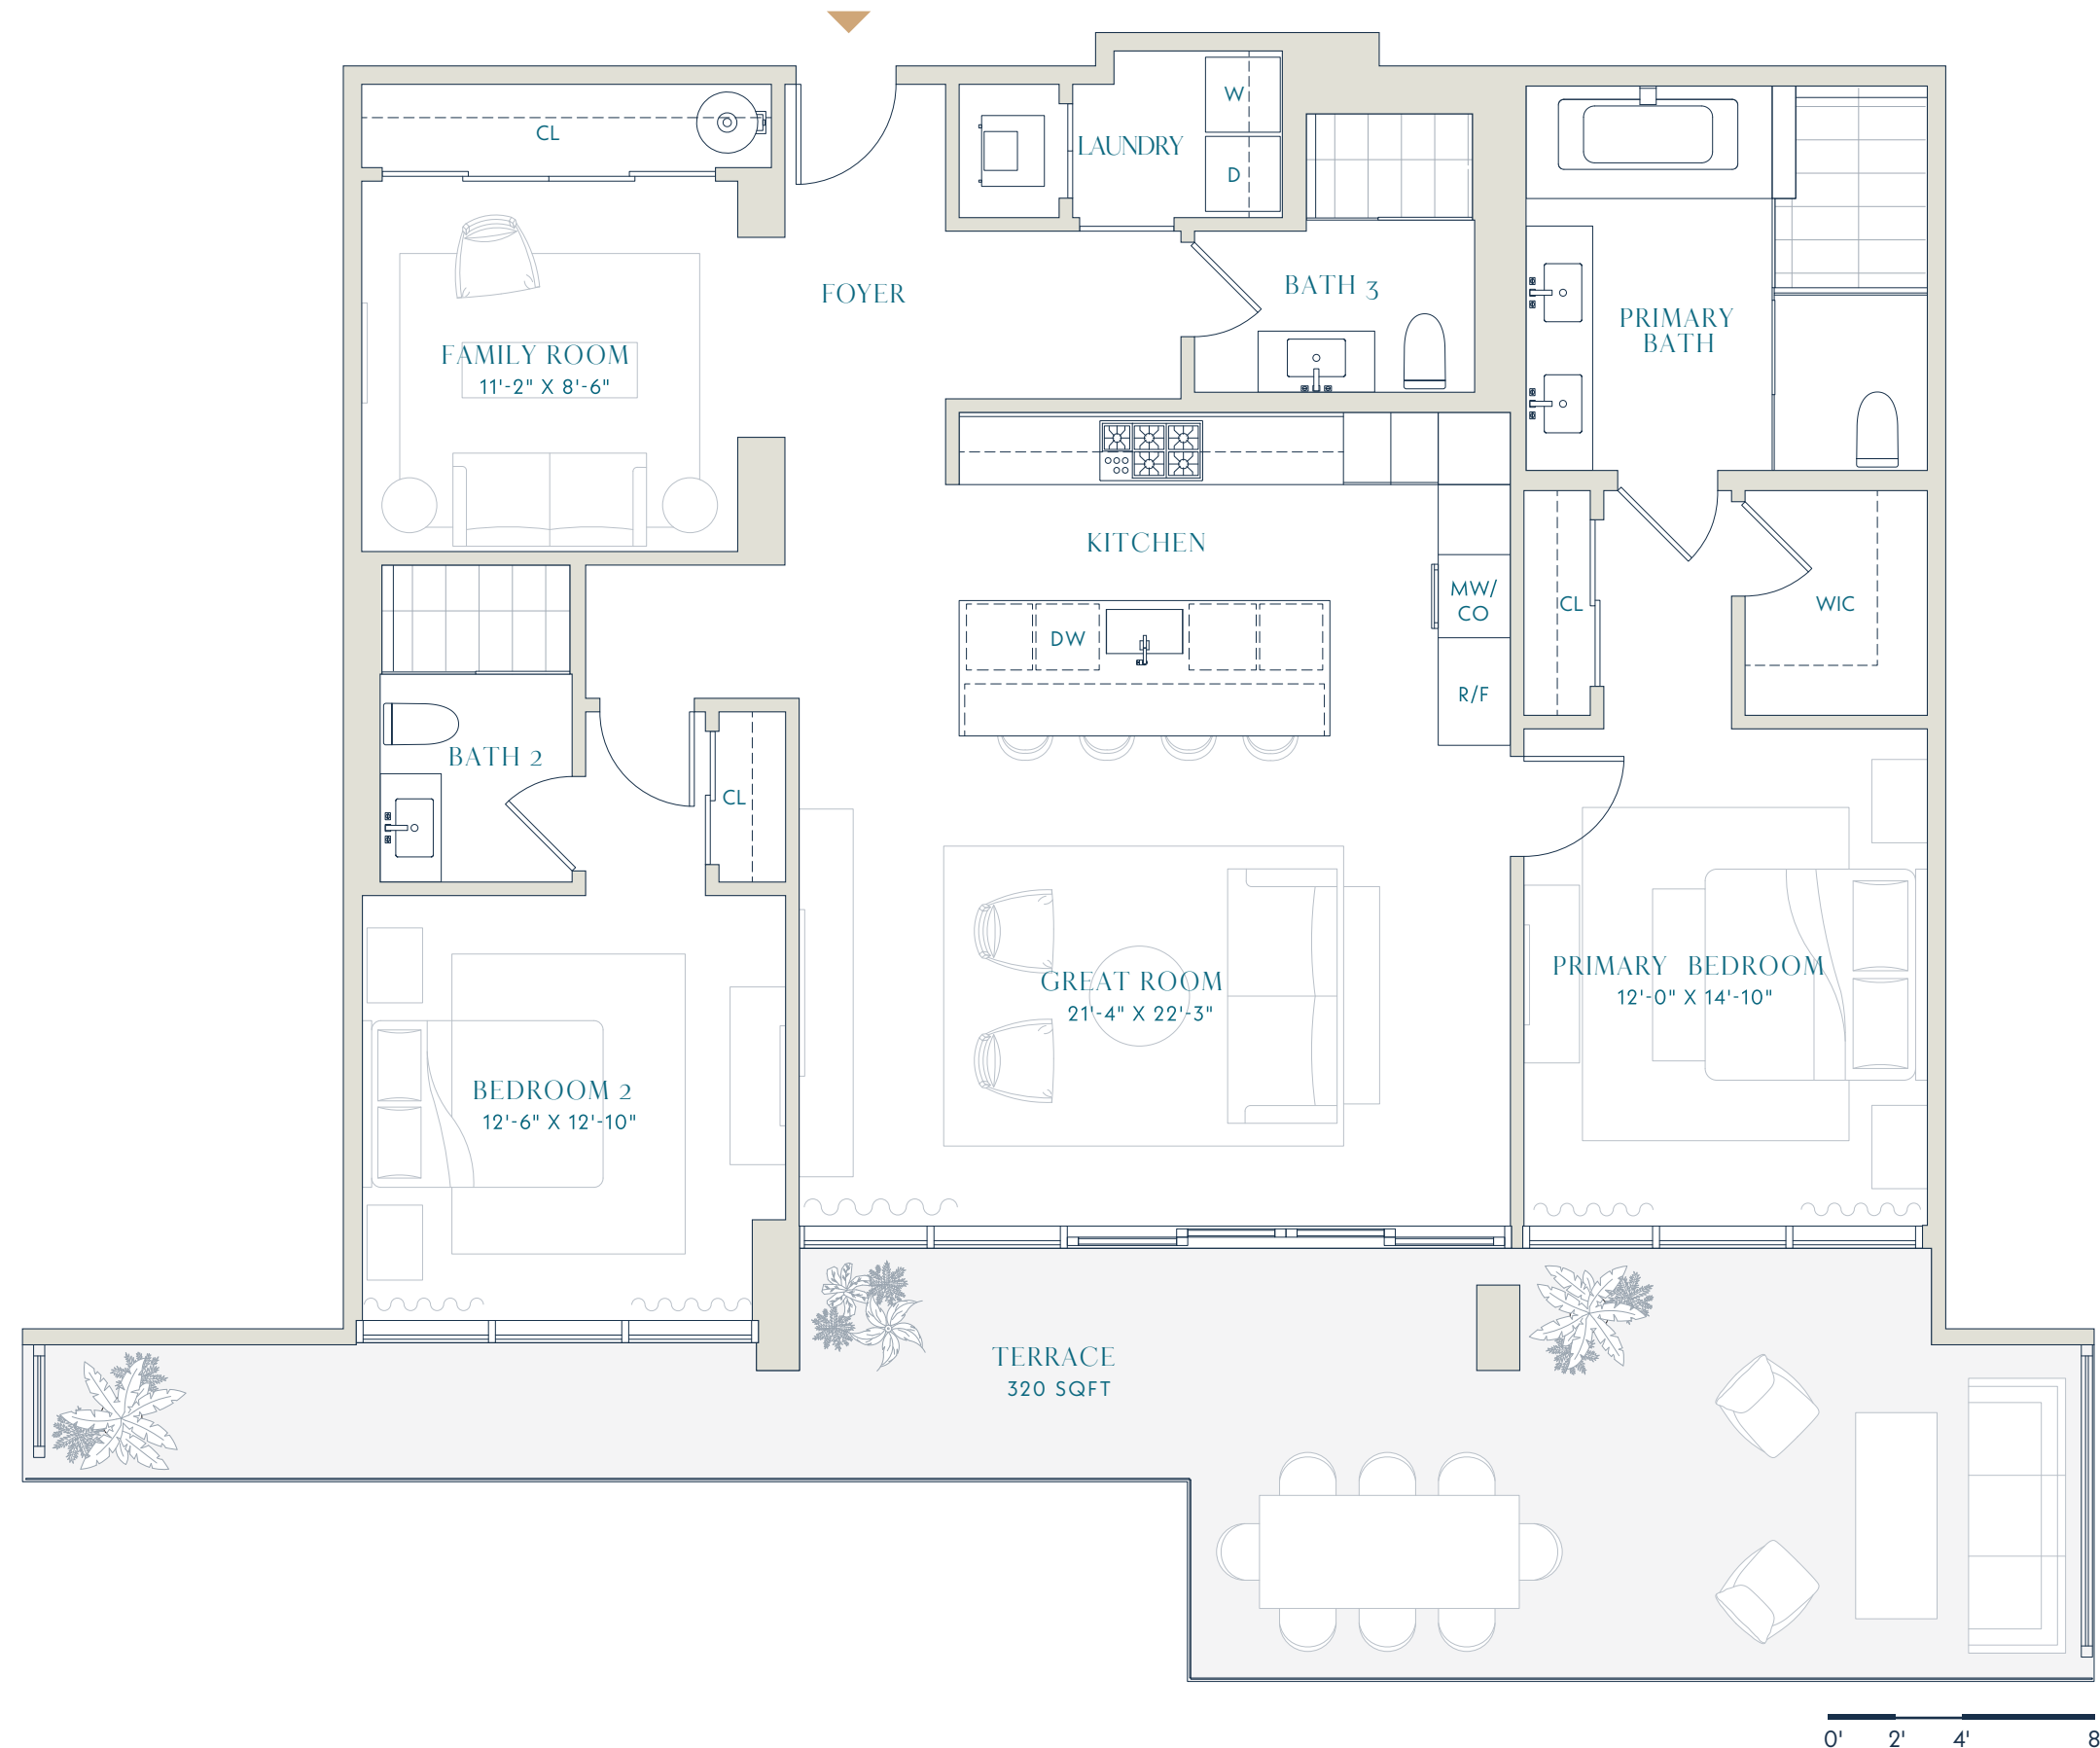 W
CL
LAUNDRY
D
FOYER
BATH 3
PRIMARY
BATH
FAMILY ROOM
11'-2" X 8'-6"
KITCHEN
MW/
CO
CL
WIC
DW
R/F
BATH 2
CL
PRIMARY BEDROOM
12'-0" X 14'-10"
GREAT ROOM
21'-4" X 22'-3"
BEDROOM 2
12'-6" X 12'-10"
TERRACE
320 SQFT
0' 2' 4' 8